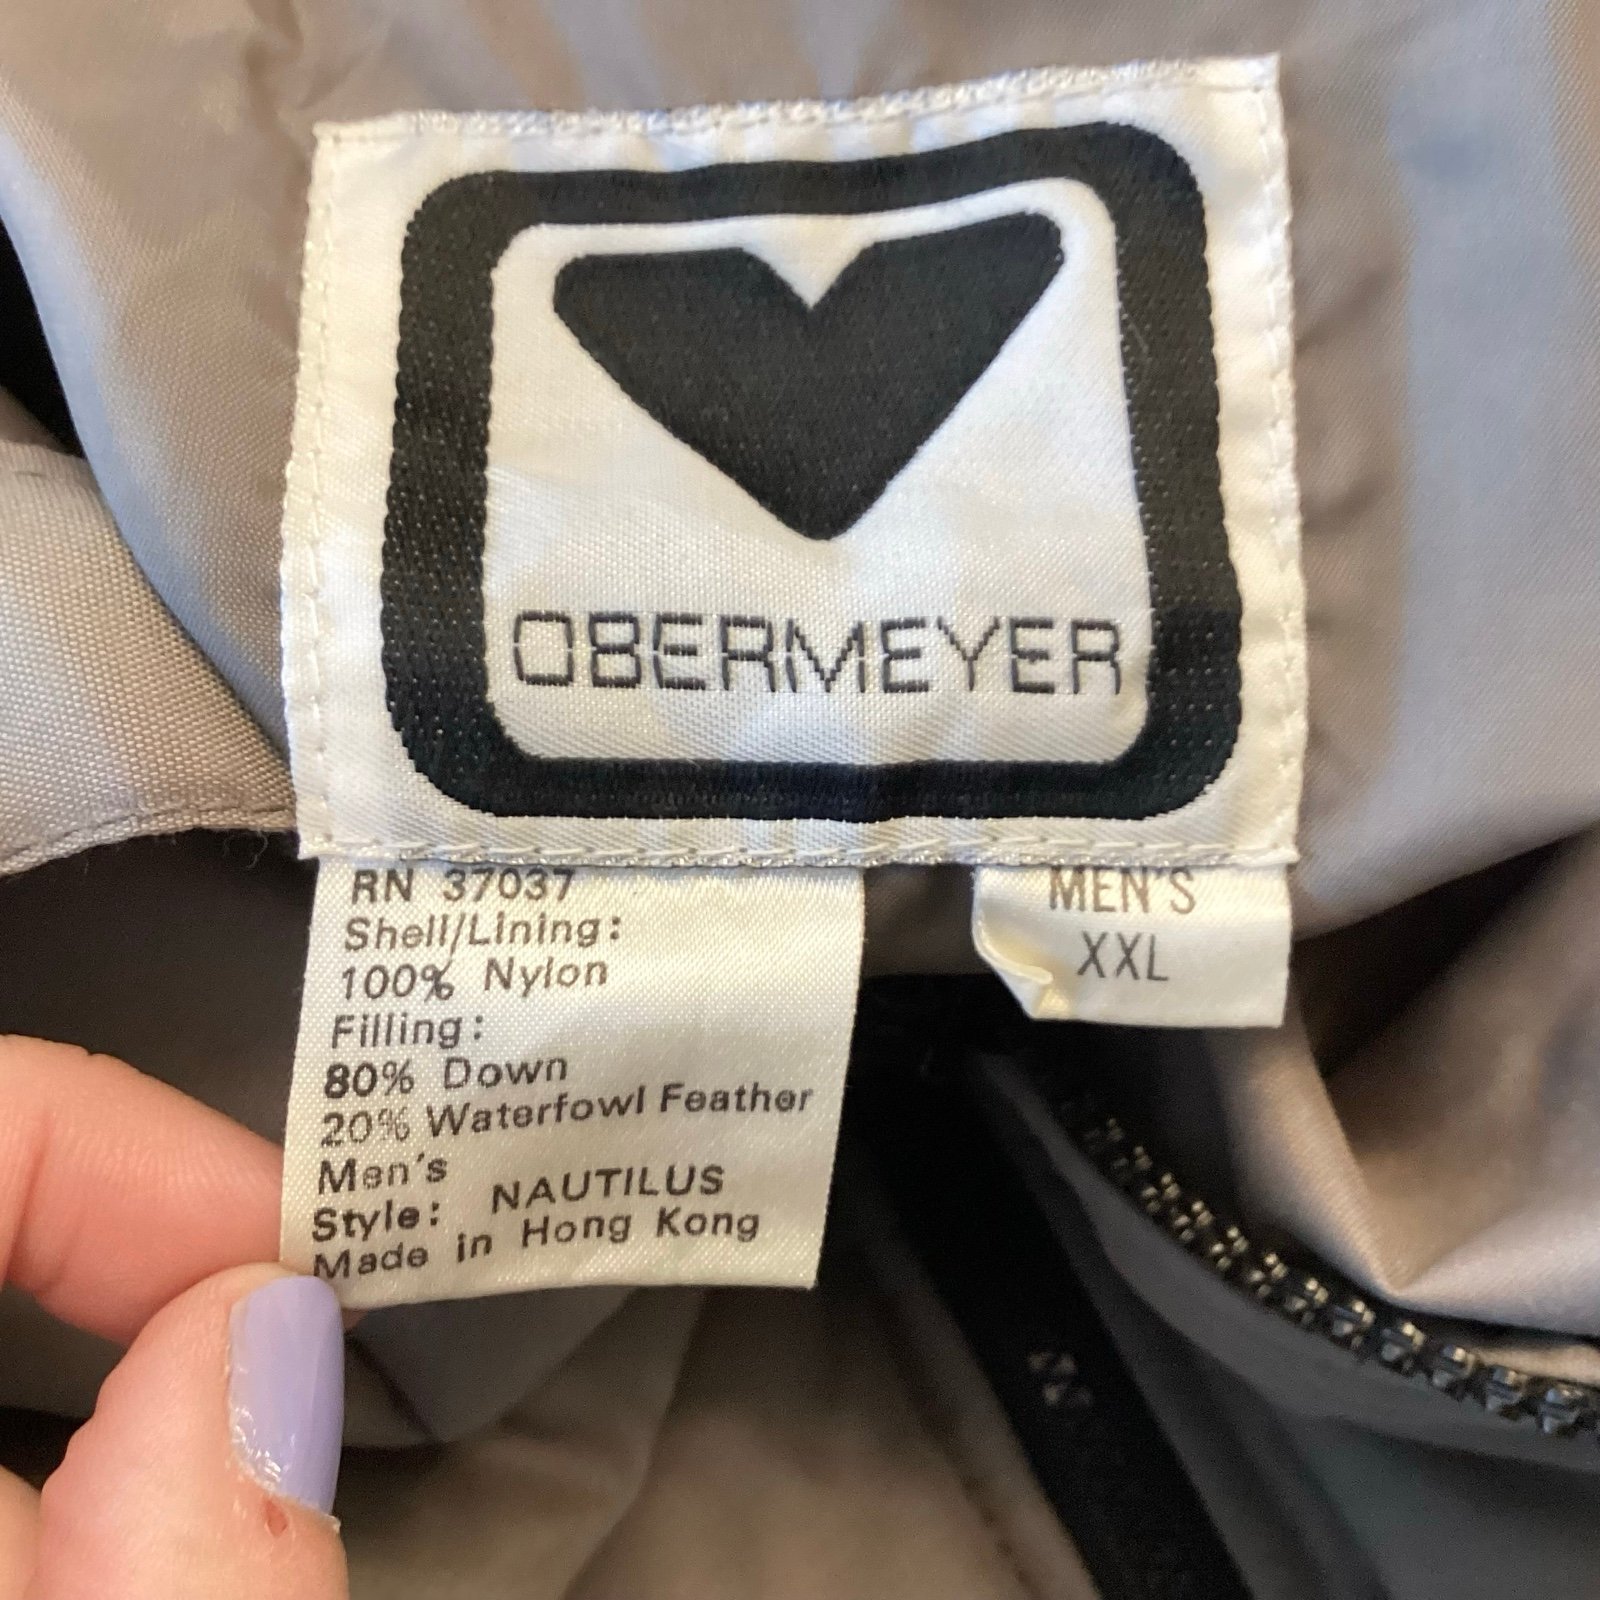 OBERMEYER
RN 37037
Shell/Lining:
100% Nylon
Filling:
80% Down
20% Waterfowl Feather
Men's
Style: NAUTILUS
Made in Hong Kong
MEN'S
XXL